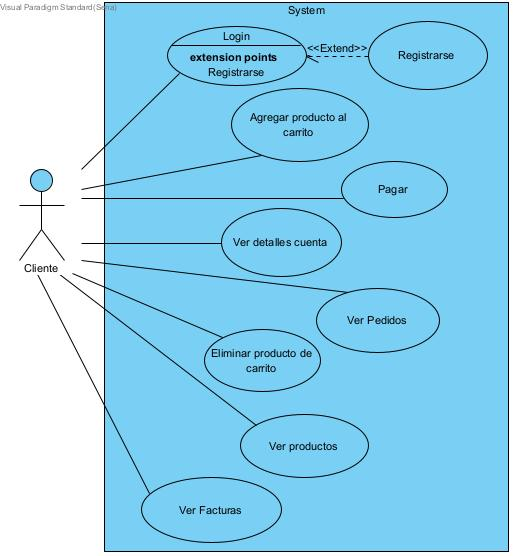 Visual Paradigm Standard(Sena)
System
Login
extension points
Registrarse
<<Extend>>
Registrarse
Agregar producto al
carrito
Pagar
Ver detalles cuenta
Cliente
Ver Pedidos
Eliminar producto de
carrito
Ver productos
Ver Facturas